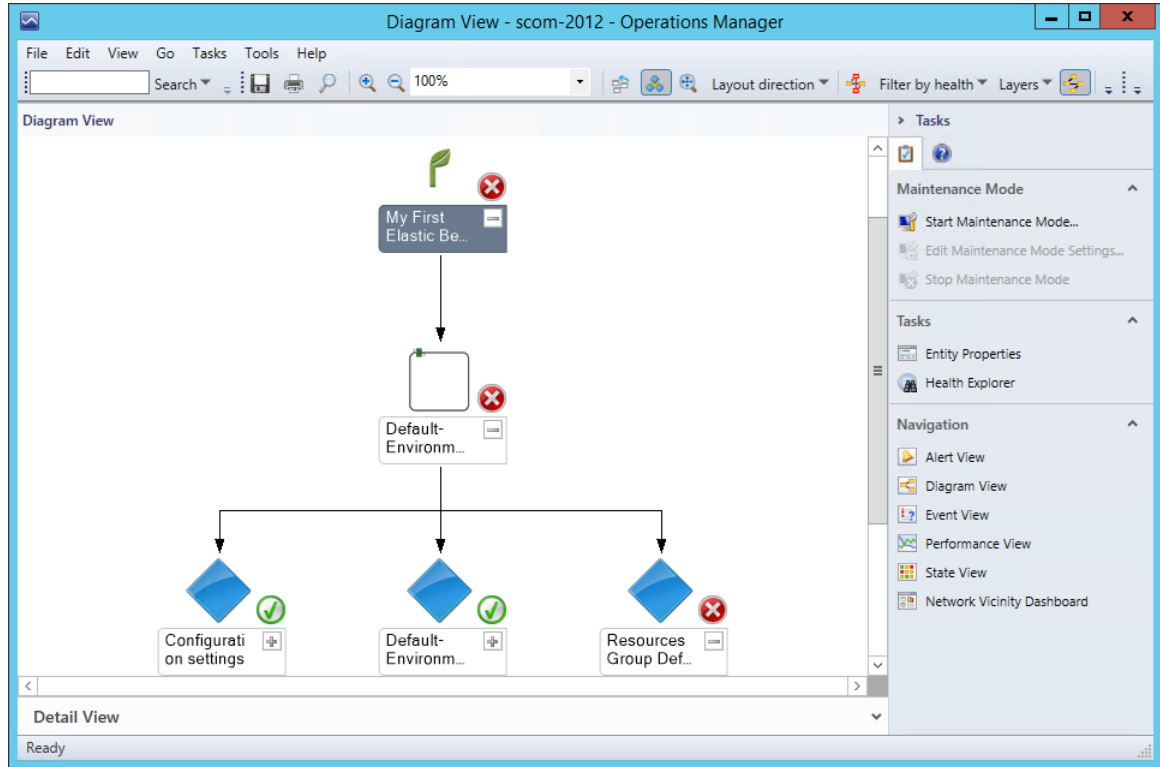 Diagram View - scom-2012 - Operations Manager
File Edit View Go Tasks Tools Help
Search 100% Layout direction Filter by health Layers
Diagram View
My First
Elastic Be...
Default-
Environm...
Configurati
on settings
Default-
Environm...
Resources
Group Def...
Detail View
Ready
Tasks
Maintenance Mode
Start Maintenance Mode...
Edit Maintenance Mode Settings...
Stop Maintenance Mode
Tasks
Entity Properties
Health Explorer
Navigation
Alert View
Diagram View
Event View
Performance View
State View
Network Vicinity Dashboard